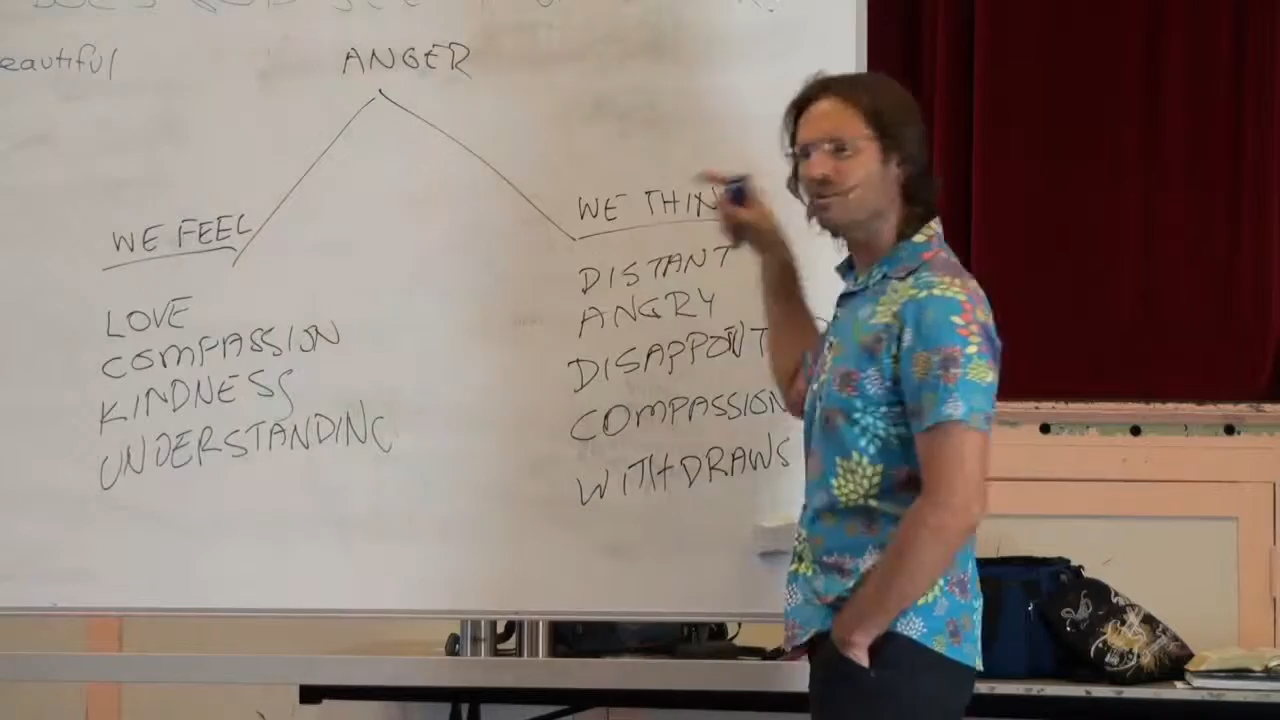 eautiful
ANGER
WE FEEL
LOVE
COMPASSION
KINDNESS
UNDERSTANDING
WE THIN
DISTANT
ANGRY
DISAPPOINT
COMPASSION
WITHDRAWS